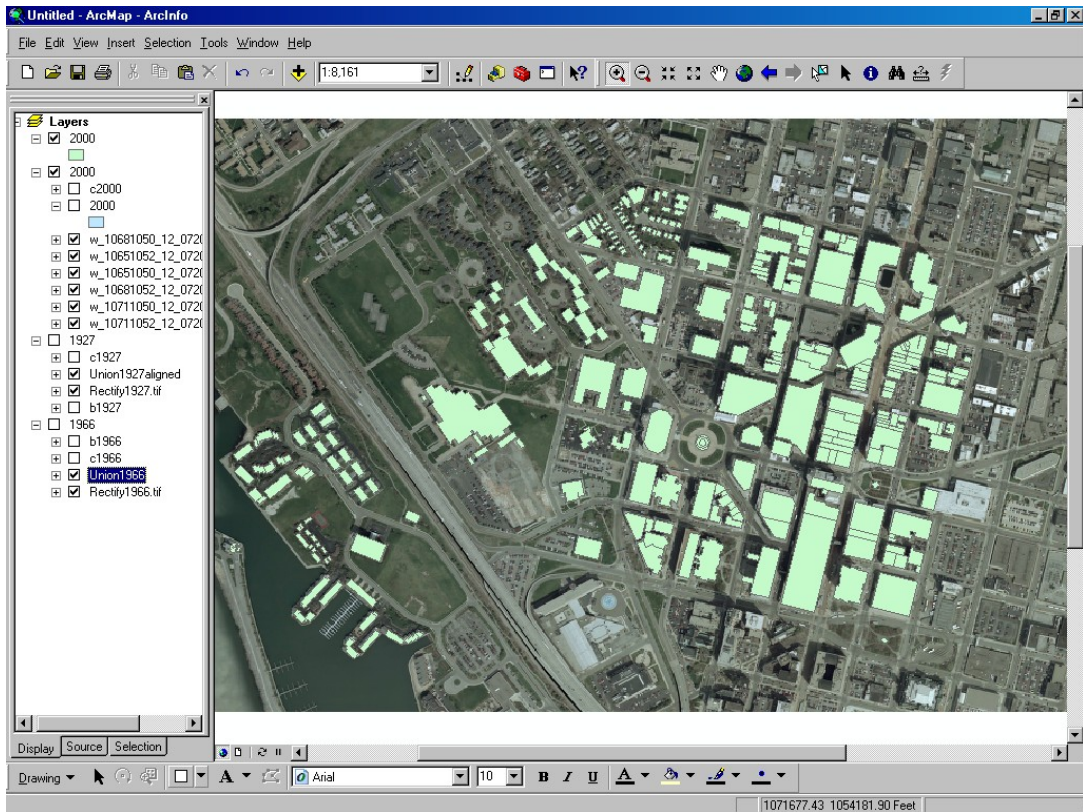 Untitled - ArcMap - ArcInfo
File Edit View Insert Selection Tools Window Help
1:8,161
Layers
2000
2000
c2000
2000
w_10681050_12_072
w_10651052_12_072
w_10651050_12_072
w_10681052_12_072
w_10711050_12_072
w_10711052_12_072
1927
c1927
Union1927aligned
Rectify1927.tif
b1927
1966
b1966
c1966
Union1966
Rectify1966.tif
Display Source Selection
Drawing A Arial 10 B I U A
1071677.43 1054181.90 Feet